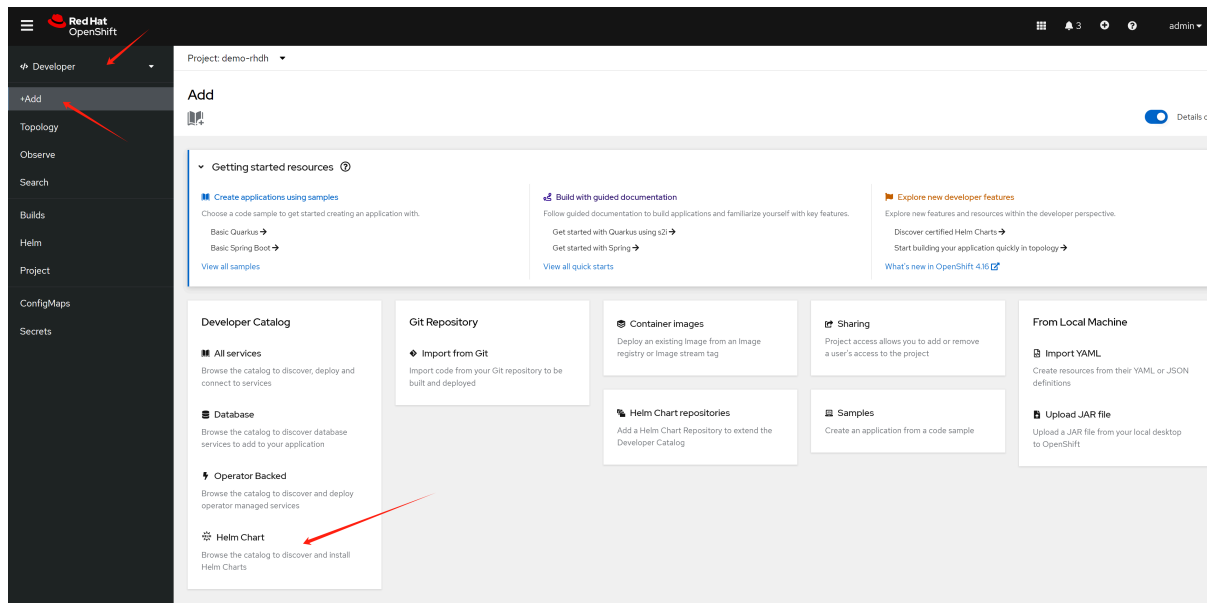 Red Hat
OpenShift
3
admin
Developer
+Add
Topology
Observe
Search
Builds
Helm
Project
ConfigMaps
Secrets
Project: demo-rhdh
Add
Details
Getting started resources
Create applications using samples
Choose a code sample to get started creating an application with.
Basic Quarkus
Basic Spring Boot
View all samples
Build with guided documentation
Follow guided documentation to build applications and familiarize yourself with key features.
Get started with Quarkus using s2i
Get started with Spring
View all quick starts
Explore new developer features
Explore new features and resources within the developer perspective.
Discover certified Helm Charts
Start building your application quickly in topology
What's new in OpenShift 4.16
Developer Catalog
All services
Browse the catalog to discover, deploy and
connect to services
Database
Browse the catalog to discover database
services to add to your application
Operator Backed
Browse the catalog to discover and deploy
operator managed services
Helm Chart
Browse the catalog to discover and install
Helm Charts
Git Repository
Import from Git
Import code from your Git repository to be
built and deployed
Container images
Deploy an existing Image from an Image
registry or Image stream tag
Helm Chart repositories
Add a Helm Chart Repository to extend the
Developer Catalog
Sharing
Project access allows you to add or remove
a user's access to the project
Samples
Create an application from a code sample
From Local Machine
Import YAML
Create resources from their YAML or JSON
definitions
Upload JAR file
Upload a JAR file from your local desktop
to OpenShift